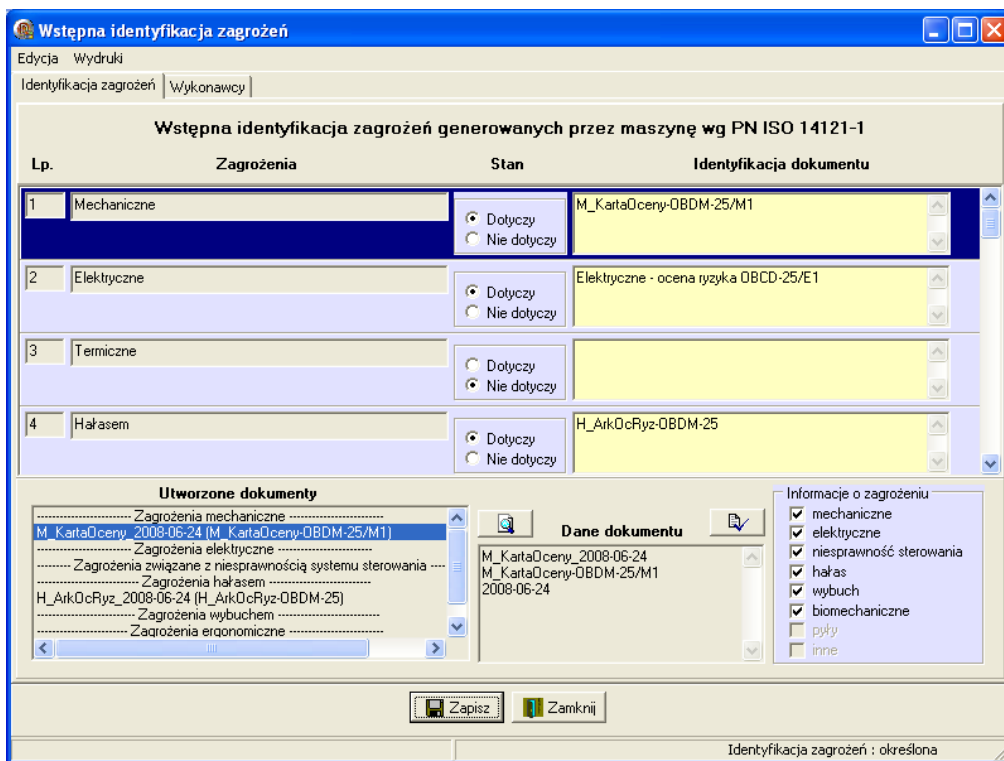 Wstępna identyfikacja zagrożeń
Edycja Wydruki
Identyfikacja zagrożeń Wykonawcy
Wstępna identyfikacja zagrożeń generowanych przez maszynę wg PN ISO 14121-1
Lp. Zagrożenia Stan Identyfikacja dokumentu
1 Mechaniczne Dotyczy M_KartaOceny-OBDM-25/M1
Nie dotyczy
2 Elektryczne Dotyczy Elektryczne - ocena ryzyka OBCD-25/E1
Nie dotyczy
3 Termiczne Dotyczy
Nie dotyczy
4 Hałasem Dotyczy H_ArkOcRyz-OBDM-25
Nie dotyczy
Utworzone dokumenty
------------------------ Zagrożenia mechaniczne ------------------------
M_KartaOceny_2008-06-24 (M_KartaOceny-OBDM-25/M1)
------------------------ Zagrożenia elektryczne ------------------------
--------- Zagrożenia związane z niesprawnością systemu sterowania ----
-------------------------- Zagrożenia hałasem --------------------------
H_ArkOcRyz_2008-06-24 (H_ArkOcRyz-OBDM-25)
------------------------- Zagrożenia wybuchem --------------------------
------------------------ Zagrożenia ergonomiczne ------------------------
Dane dokumentu
M_KartaOceny_2008-06-24
M_KartaOceny-OBDM-25/M1
2008-06-24
Informacje o zagrożeniu
mechaniczne
elektryczne
niesprawność sterowania
hałas
wybuch
biomechaniczne
pyły
inne
Zapisz Zamknij
Identyfikacja zagrożeń : określona